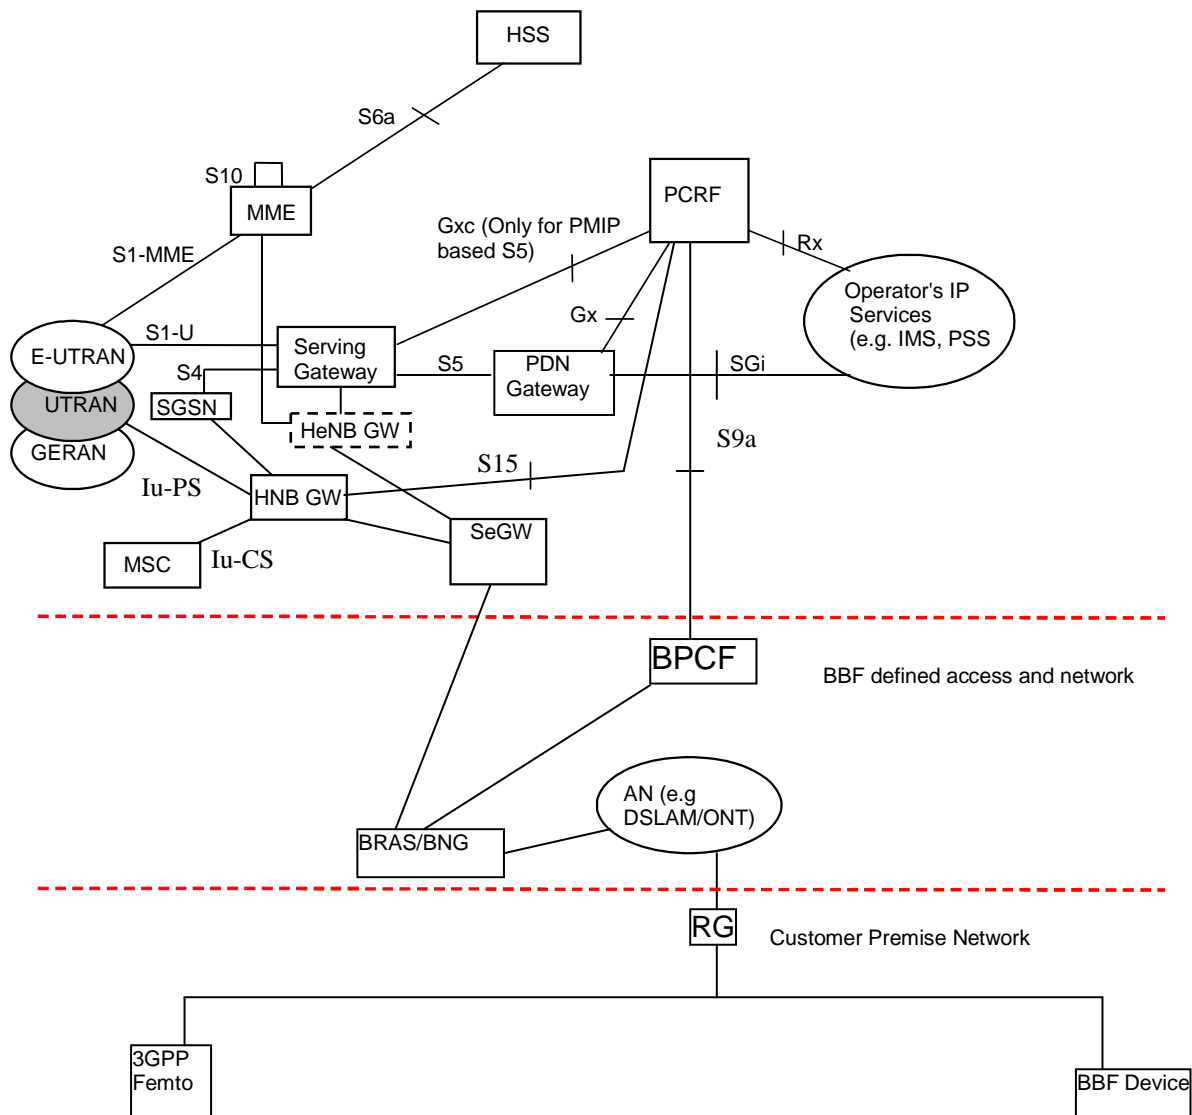 HSS
S6a
S10
MME
PCRF
Gxc (Only for PMIP
based S5)
Rx
S1-MME
Operator's IP
Services
(e.g. IMS, PSS
Gx
S1-U
E-UTRAN
Serving
Gateway
S5
PDN
Gateway
SGi
S4
UTRAN
SGSN
HeNB GW
S9a
GERAN
S15
Iu-PS
HNB GW
SeGW
MSC
Iu-CS
BPCF
BBF defined access and network
AN (e.g
DSLAM/ONT)
BRAS/BNG
RG
Customer Premise Network
3GPP
Femto
BBF Device